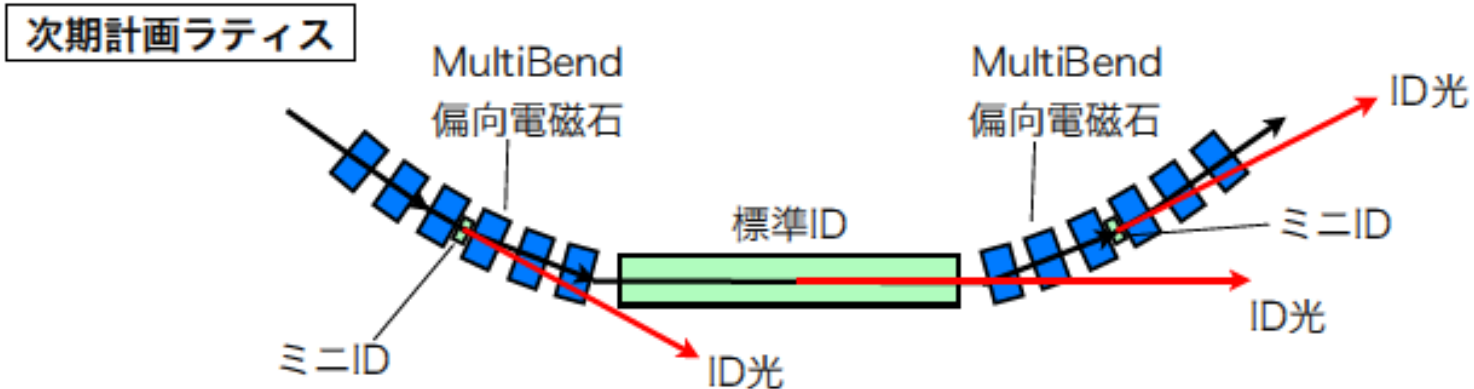 次期計画ラティス
MultiBend
偏向電磁石
MultiBend
偏向電磁石
ID光
標準ID
ミニID
ID光
ミニID
ID光